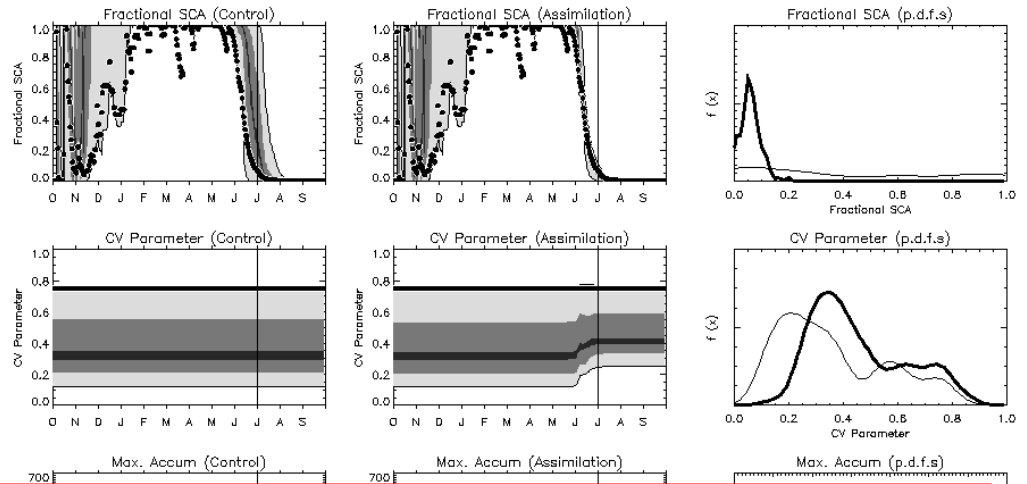 Fractional SCA (Control)
Fractional SCA (Assimilation)
Fractional SCA (p.d.f.s)
1.0
0.8
0.6
0.4
0.2
0.0
Fractional SCA
O N D J F M A M J J A S
1.0
0.8
0.6
0.4
0.2
0.0
Fractional SCA
O N D J F M A M J J A S
f (x)
0.0 0.2 0.4 0.6 0.8 1.0
Fractional SCA
CV Parameter (Control)
CV Parameter (Assimilation)
CV Parameter (p.d.f.s)
1.0
0.8
0.6
0.4
0.2
0.0
CV Parameter
O N D J F M A M J J A S
1.0
0.8
0.6
0.4
0.2
0.0
CV Parameter
O N D J F M A M J J A S
f (x)
0.0 0.2 0.4 0.6 0.8 1.0
CV Parameter
Max. Accum (Control)
Max. Accum (Assimilation)
Max. Accum (p.d.f.s)
700
700